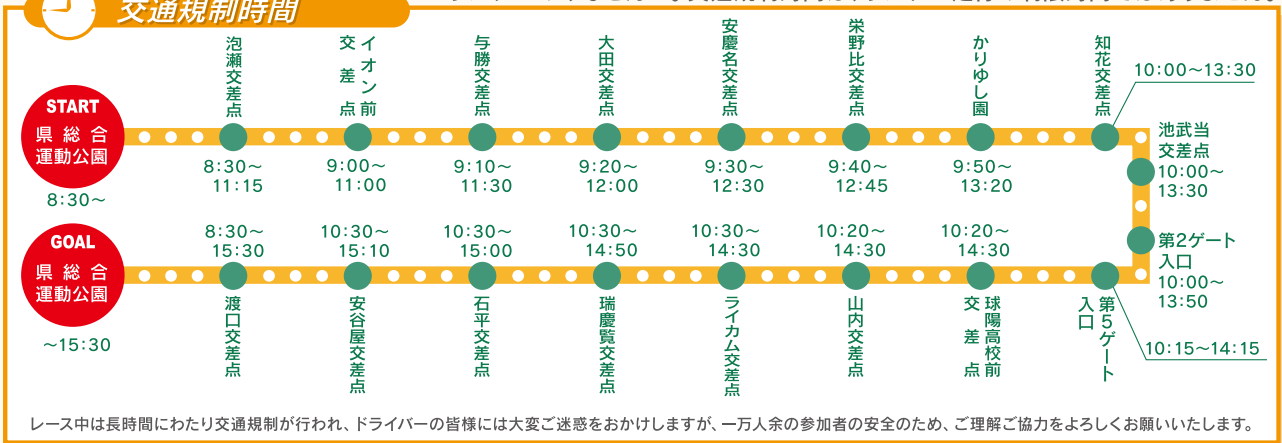 交通規制時間
START
県総合
運動公園
8:30~
泡瀬交差点
8:30~
11:15
イオン前
交差点
9:00~
11:00
与勝交差点
9:10~
11:30
大田交差点
9:20~
12:00
安慶名交差点
9:30~
12:30
栄野比交差点
9:40~
12:45
かりゆし園
9:50~
13:20
知花交差点
10:00~13:30
池武当
交差点
10:00~
13:30
第2ゲート
入口
10:00~
13:50
第5ゲート
入口
10:15~14:15
10:20~
14:30
球陽高校前
交差点
10:20~
14:30
山内交差点
10:30~
14:30
ライカム交差点
10:30~
14:50
瑞慶覧交差点
10:30~
15:00
石平交差点
10:30~
15:10
安谷屋交差点
8:30~
15:30
渡口交差点
GOAL
県総合
運動公園
~15:30
レース中は長時間にわたり交通規制が行われ、ドライバーの皆様には大変ご迷惑をおかけしますが、一万人余の参加者の安全のため、ご理解ご協力をよろしくお願いいたします。